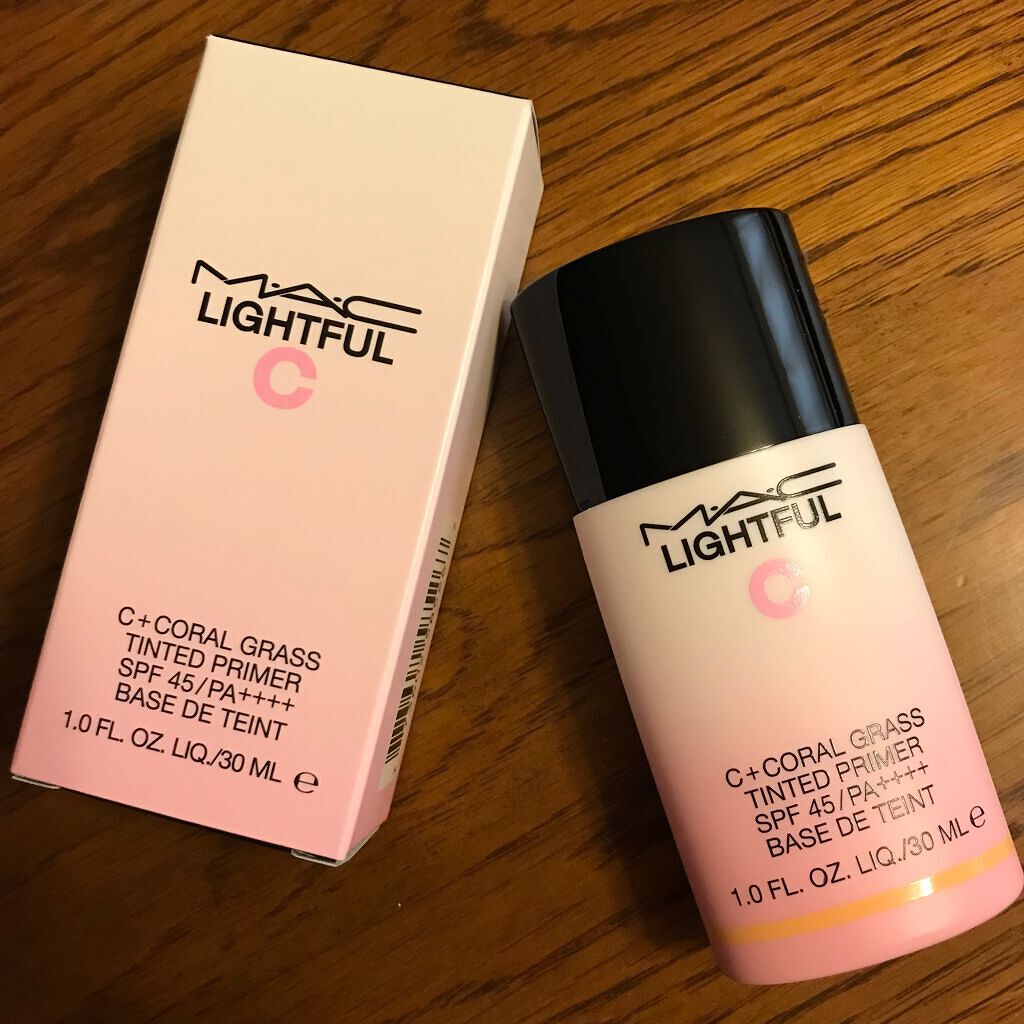 M·A·C
LIGHTFUL
C
C+CORAL GRASS
TINTED PRIMER
SPF 45/PA++++
BASE DE TEINT
1.0 FL. OZ. LIQ./30 ML ℮
M·A·C
LIGHTFUL
C
C+CORAL GRASS
TINTED PRIMER
SPF 45/PA++++
BASE DE TEINT
1.0 FL. OZ. LIQ./30 ML ℮